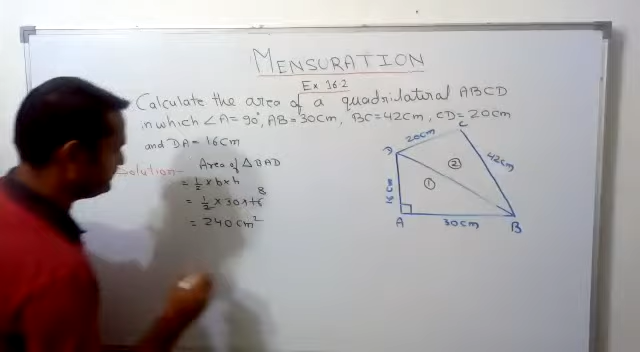 MENSURATION
Ex 16.2
Calculate the area of a quadrilateral ABCD
in which ∠A = 90°, AB = 30cm, BC = 42cm, CD = 20cm
and DA = 16cm
Solution-
Area of △BAD
= 1/2 × b × h
8
= 1/2 × 30 × 16
= 240 cm²
20cm
C
D
②
42cm
①
16cm
A
30cm
B